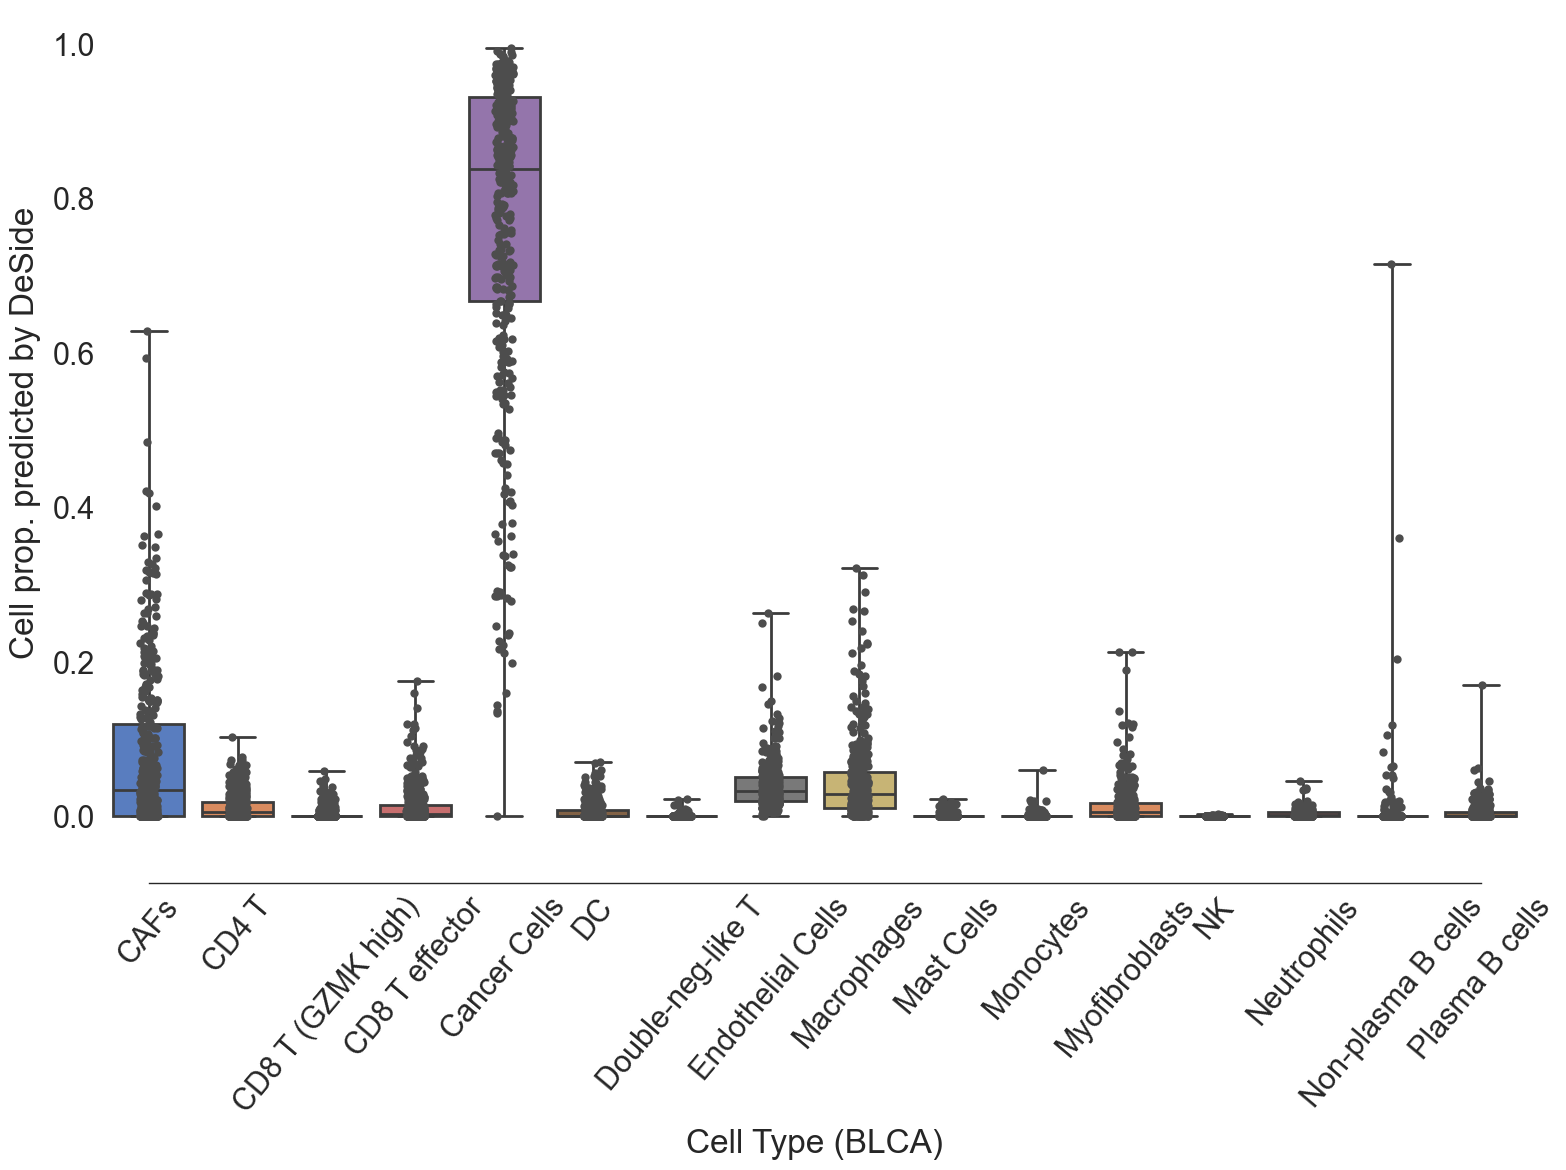 1.0
0.8
0.6
0.4
0.2
0.0
Cell prop. predicted by DeSide
CAFs
CD4 T
CD8 T (GZMK high)
CD8 T effector
Cancer Cells
DC
Double-neg-like T
Endothelial Cells
Macrophages
Mast Cells
Monocytes
Myofibroblasts
NK
Neutrophils
Non-plasma B cells
Plasma B cells
Cell Type (BLCA)